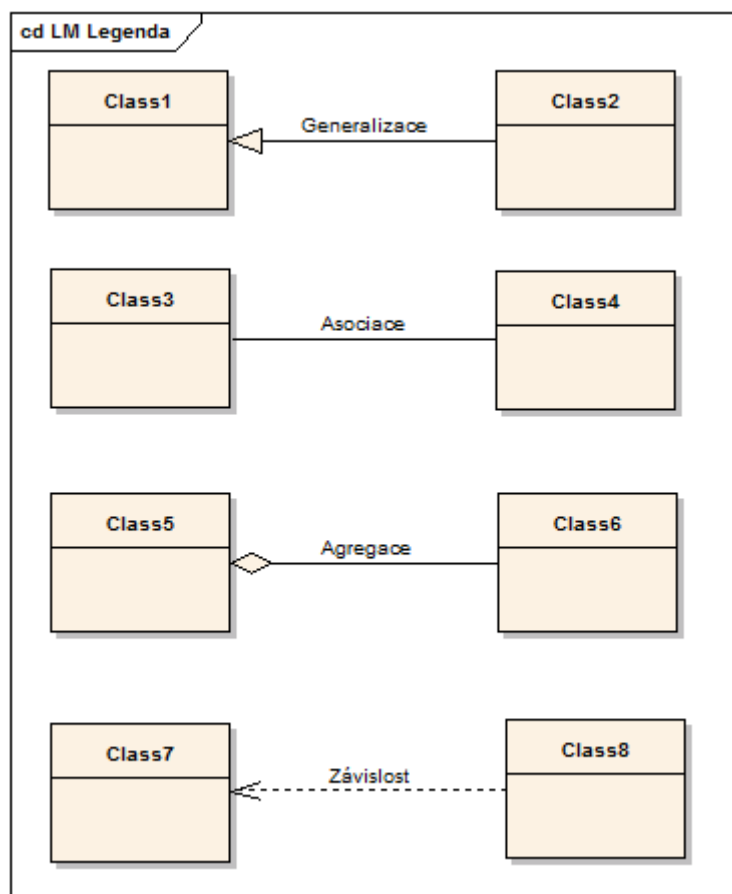 cd LM Legenda
Class1
Generalizace
Class2
Class3
Asociace
Class4
Class5
Agregace
Class6
Class7
Závislost
Class8